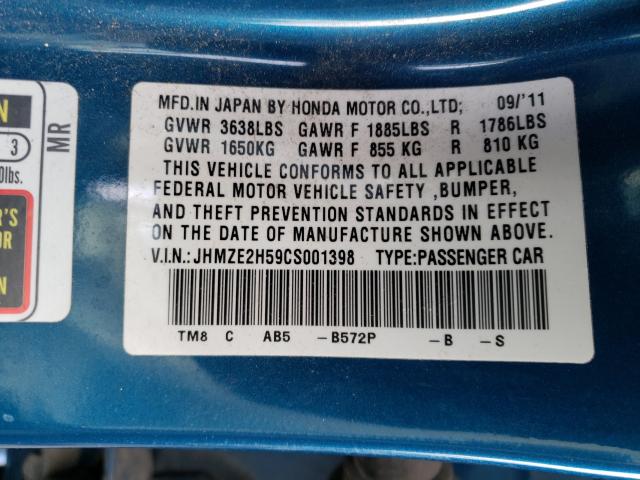 MFD.IN JAPAN BY HONDA MOTOR CO.,LTD; 09/'11
GVWR 3638LBS GAWR F 1885LBS R 1786LBS
GVWR 1650KG GAWR F 855 KG R 810 KG
THIS VEHICLE CONFORMS TO ALL APPLICABLE
FEDERAL MOTOR VEHICLE SAFETY ,BUMPER,
AND THEFT PREVENTION STANDARDS IN EFFECT
ON THE DATE OF MANUFACTURE SHOWN ABOVE.
V.I.N.:JHMZE2H59CS001398 TYPE:PASSENGER CAR
TM8 C AB5 -B572P -B -S
N
3
0lbs.
MR
R'S
OR
N